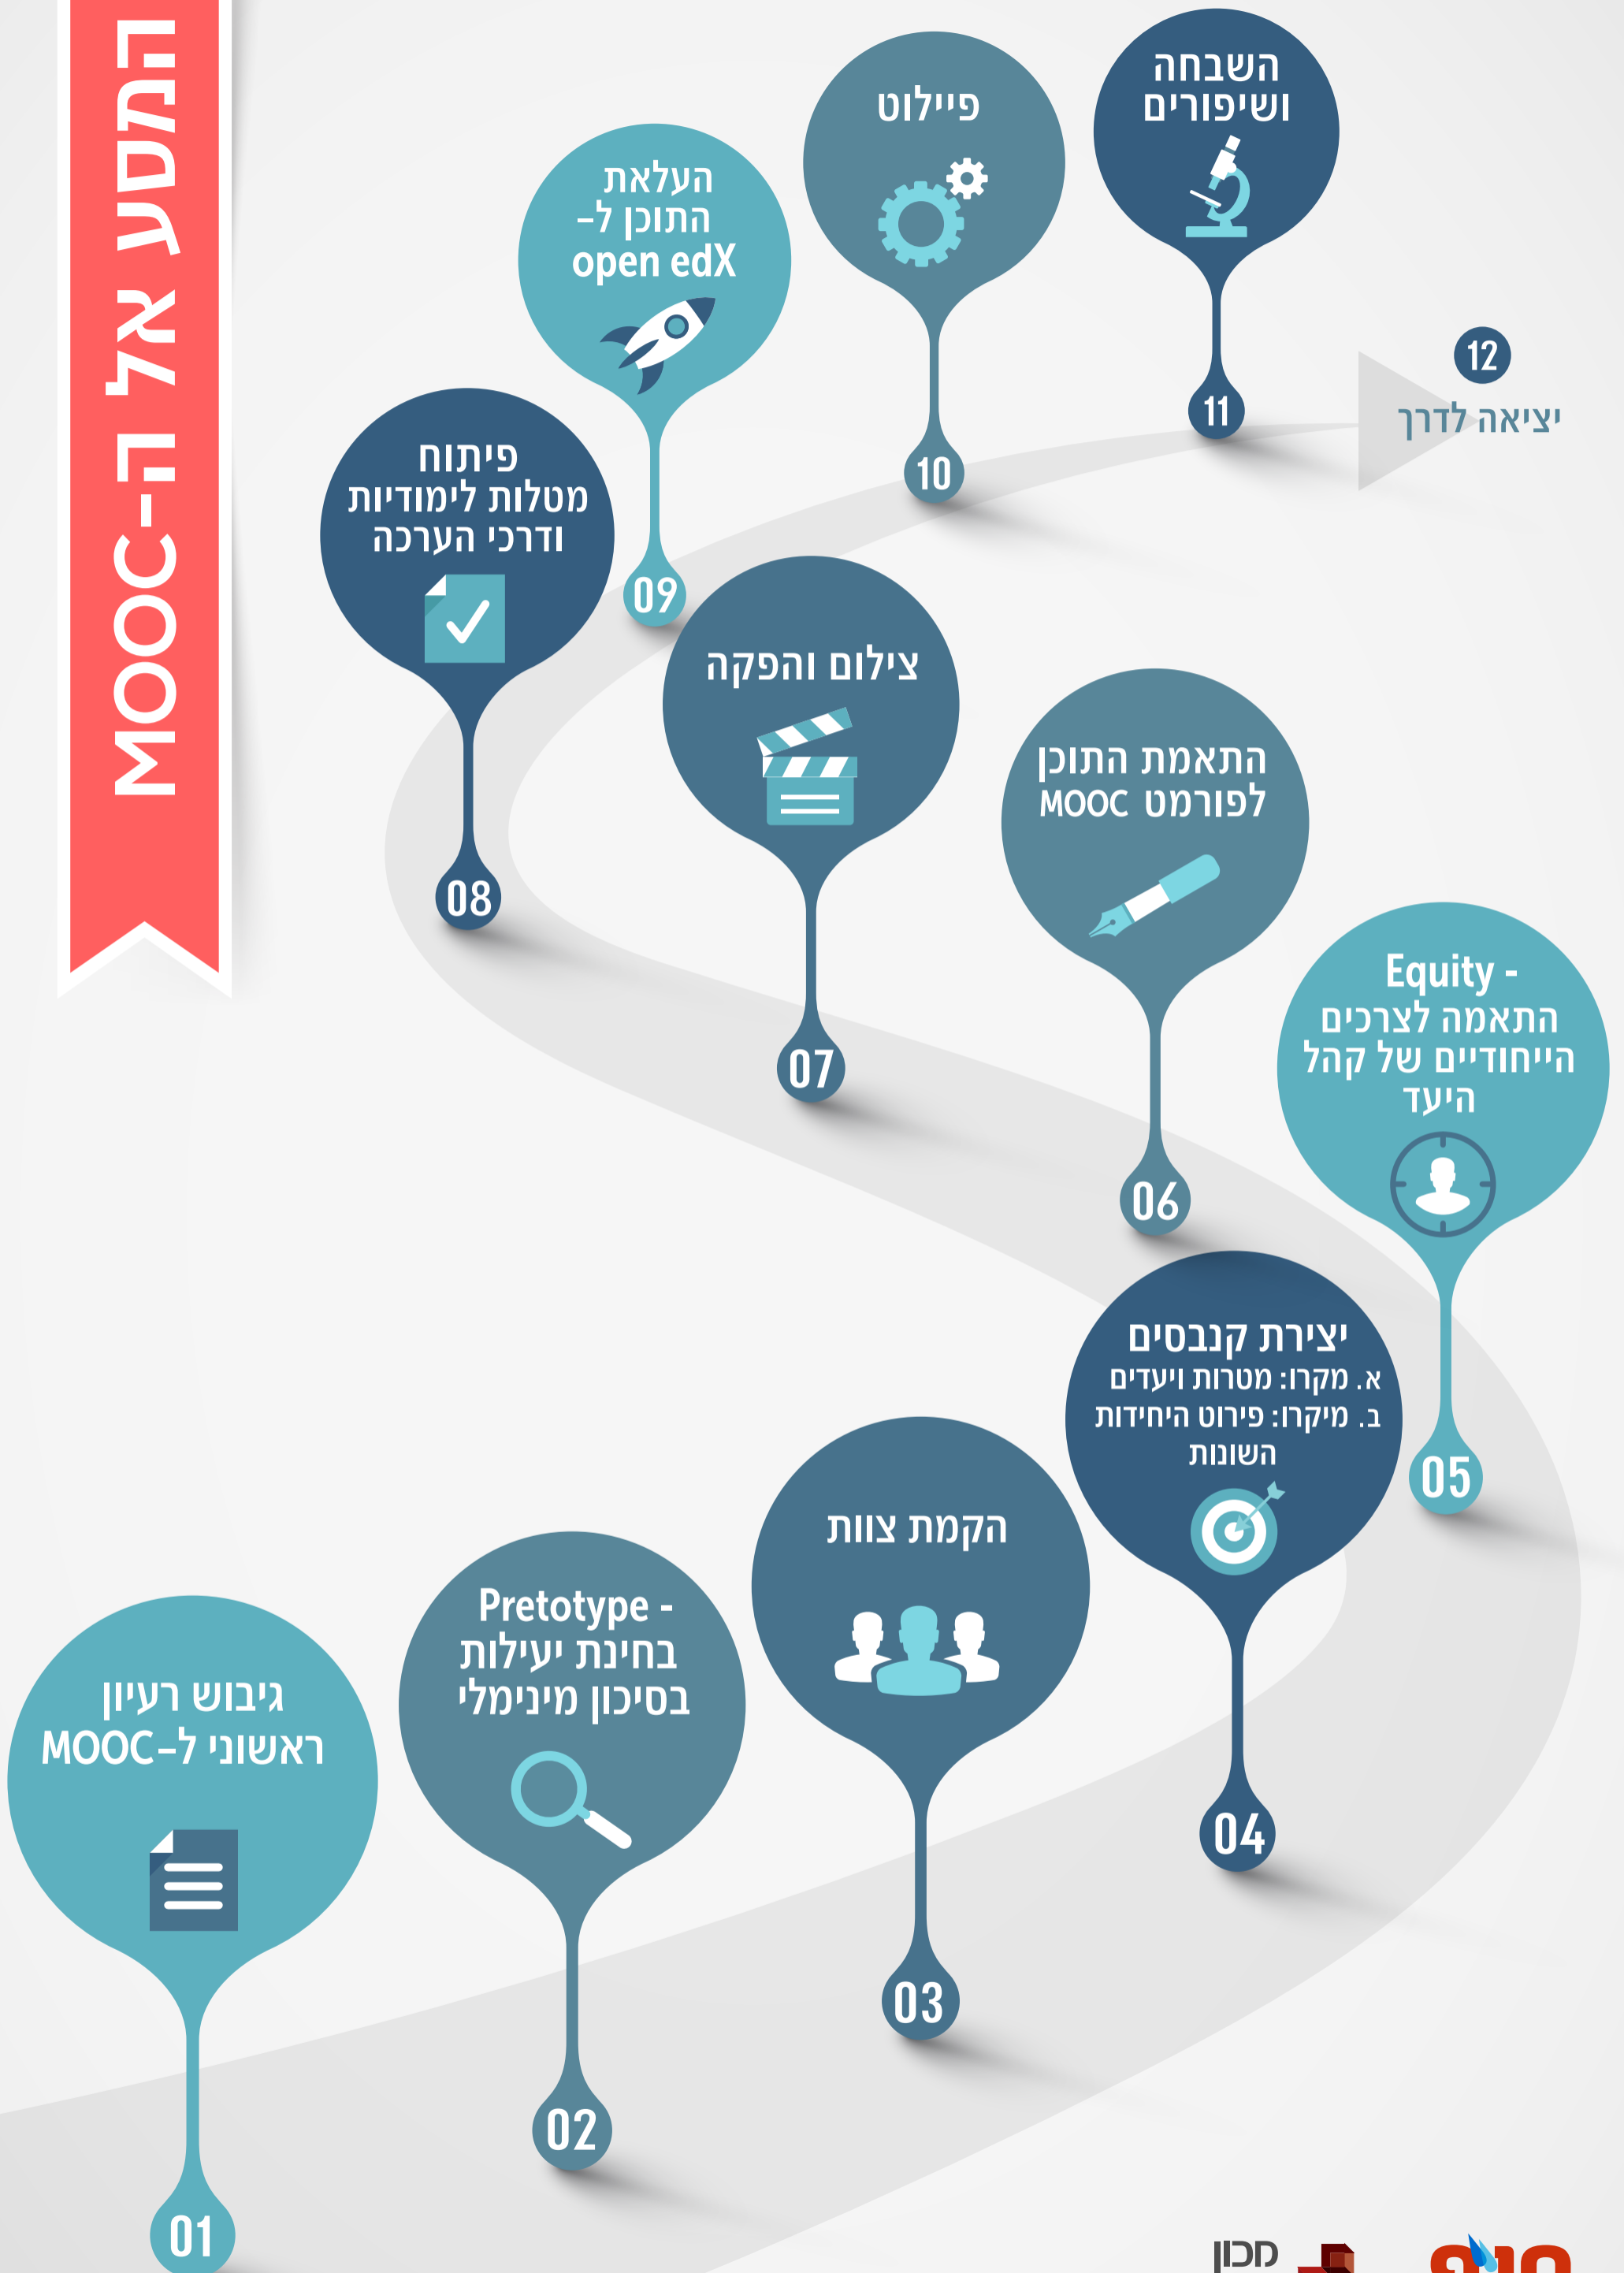 המסע אל ה-MOOC
01
גיבוש רעיון
ראשוני ל-MOOC
02
Pretotype -
בחינת יעילות
בסיכון מינימלי
03
הקמת צוות
04
יצירת קנבסים
א. מקרו: מטרות ויעדים
ב. מיקרו: פירוט היחידות
השונות
05
Equity -
התאמה לצרכים
הייחודיים של קהל
היעד
06
התאמת התוכן
לפורמט MOOC
07
צילום והפקה
08
פיתוח
מטלות לימודיות
ודרכי הערכה
09
העלאת
התוכן ל-
open edX
10
פיילוט
11
השבחה
ושיפורים
12
יציאה לדרך
מכון